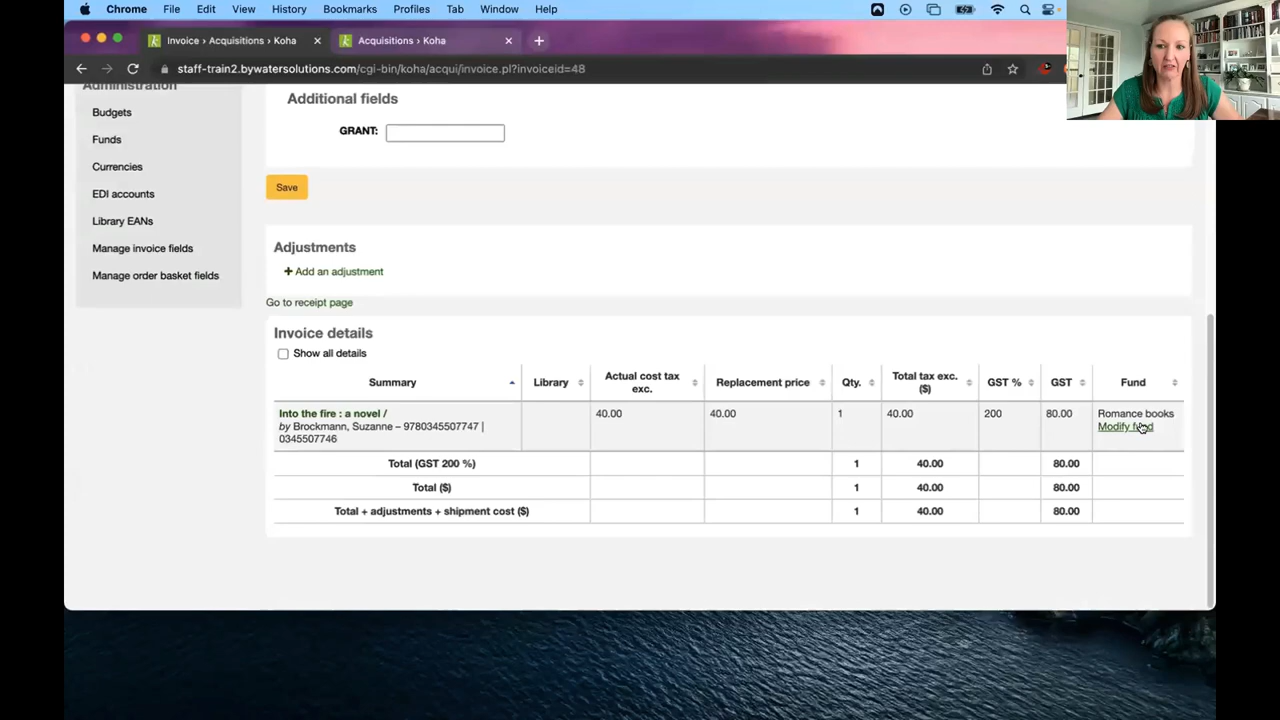 Chrome File Edit View History Bookmarks Profiles Tab Window Help
Invoice › Acquisitions › Koha
Acquisitions › Koha
staff-train2.bywatersolutions.com/cgi-bin/koha/acqui/invoice.pl?invoiceid=48
Administration
Budgets
Funds
Currencies
EDI accounts
Library EANs
Manage invoice fields
Manage order basket fields
Additional fields
GRANT:
Save
Adjustments
+ Add an adjustment
Go to receipt page
Invoice details
Show all details
Summary Library Actual cost tax exc. Replacement price Qty. Total tax exc. ($) GST % GST Fund
Into the fire : a novel / 40.00 40.00 1 40.00 200 80.00 Romance books
by Brockmann, Suzanne – 9780345507747 | Modify fund
0345507746
Total (GST 200 %) 1 40.00 80.00
Total ($) 1 40.00 80.00
Total + adjustments + shipment cost ($) 1 40.00 80.00